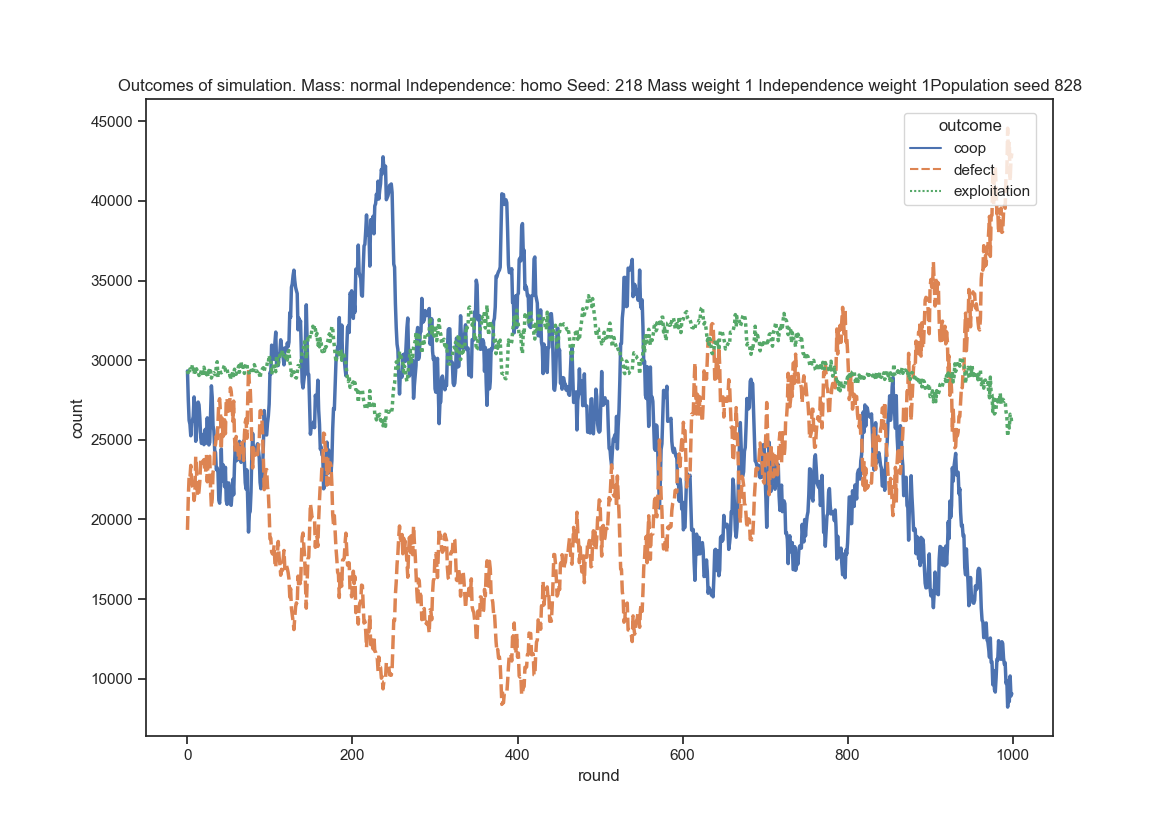 Outcomes of simulation. Mass: normal Independence: homo Seed: 218 Mass weight 1 Independence weight 1Population seed 828
outcome
coop
defect
exploitation
45000
40000
35000
30000
25000
20000
15000
10000
count
0 200 400 600 800 1000
round